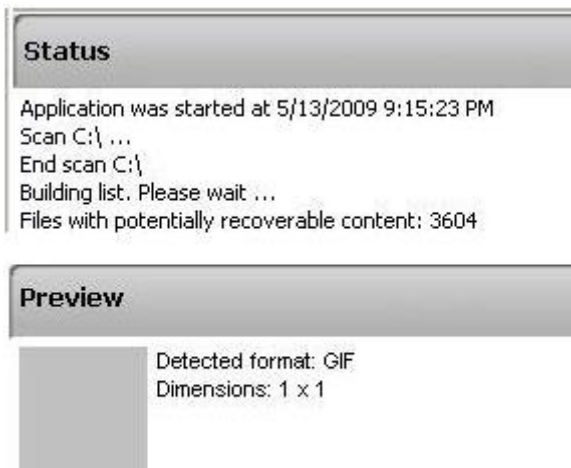 Status
Application was started at 5/13/2009 9:15:23 PM
Scan C:\ ...
End scan C:\
Building list. Please wait ...
Files with potentially recoverable content: 3604
Preview
Detected format: GIF
Dimensions: 1 x 1